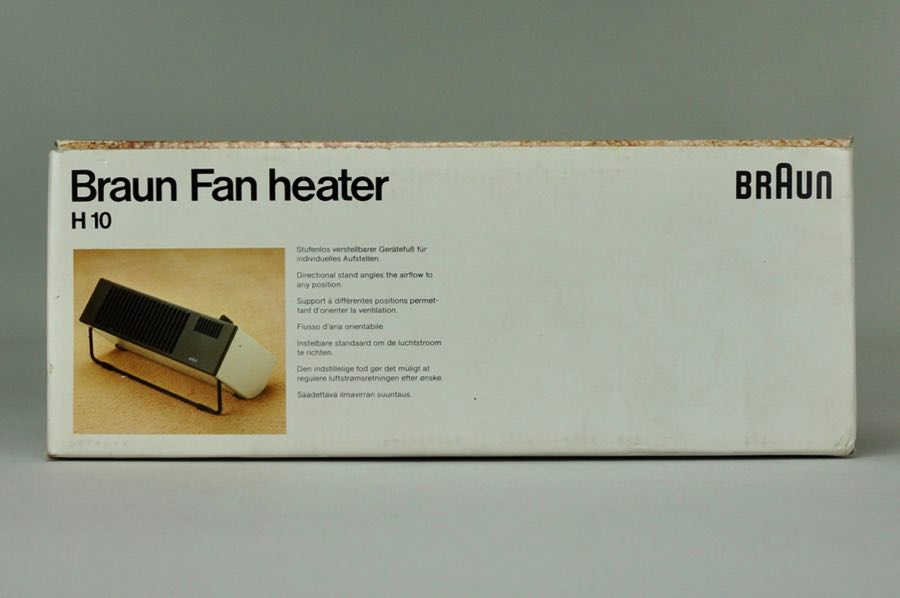 Braun Fan heater
H 10
BRAUN
Stufenlos verstellbarer Gerätefuß für
individuelles Aufstellen.
Directional stand angles the airflow to
any position.
Support à différentes positions permet-
tant d'orienter la ventilation.
Flusso d'aria orientabile.
Instelbare standaard om de luchtstroom
te richten.
Den indstillelige fod gør det muligt at
regulere luftstrømsretningen efter ønske.
Säädettävä ilmavirran suuntaus.